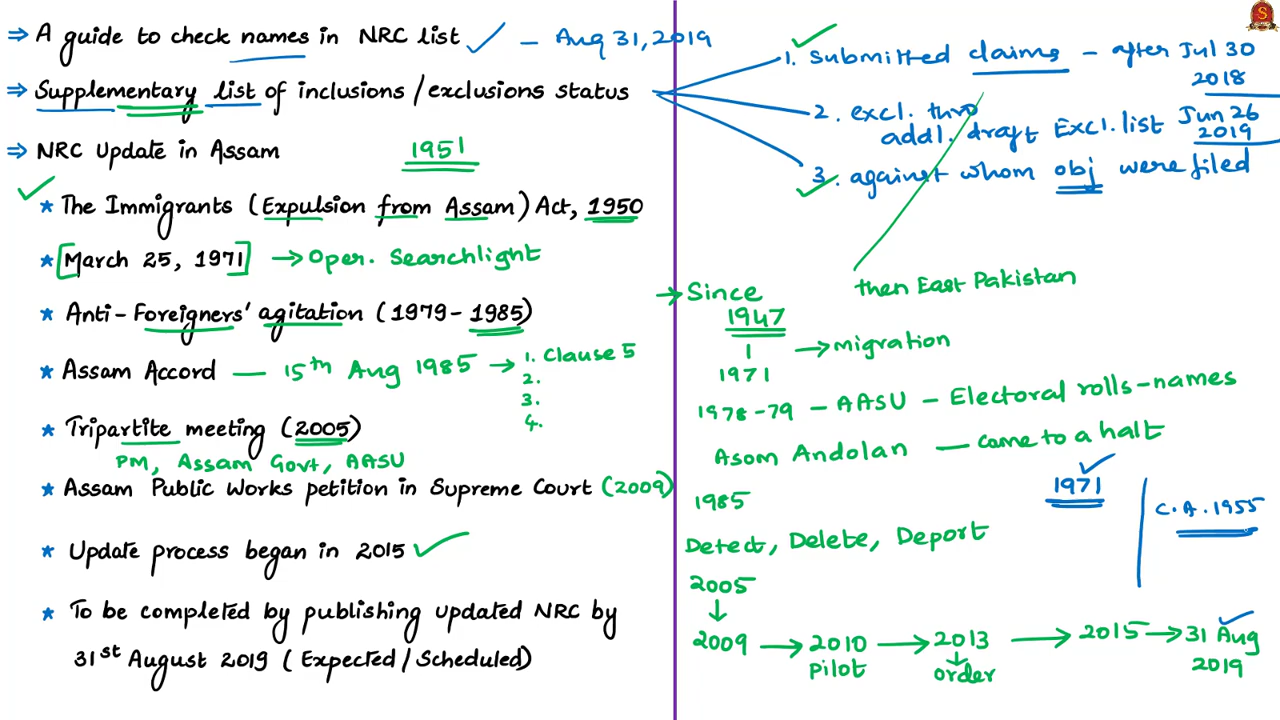 ⇒ A guide to check names in NRC list ✓ – Aug 31, 2019
⇒ Supplementary list of inclusions / exclusions status
⇒ NRC Update in Assam 1951
* The Immigrants (Expulsion from Assam) Act, 1950
* [March 25, 1971] → Oper. Searchlight
* Anti-Foreigners' agitation (1979-1985)
* Assam Accord — 15th Aug 1985 → 1. Clause 5
2.
3.
4.
* Tripartite meeting (2005)
PM, Assam Govt, AASU
* Assam Public Works petition in Supreme Court (2009)
* Update process began in 2015 ✓
* To be completed by publishing updated NRC by
31st August 2019 (Expected / Scheduled)
1. Submitted claims – after Jul 30
2018
2. excl. thro
addl. draft Excl. list Jun 26
2019
3. against whom obj were filed
then East Pakistan
→ Since
1947
1971
→ migration
1978-79 – AASU – Electoral rolls-names
Asom Andolan — came to a halt
1985
1971
C.A. 1955
Detect, Delete, Deport
2005
↓
2009 → 2010 → 2013 → 2015 → 31 Aug
pilot order 2019
S